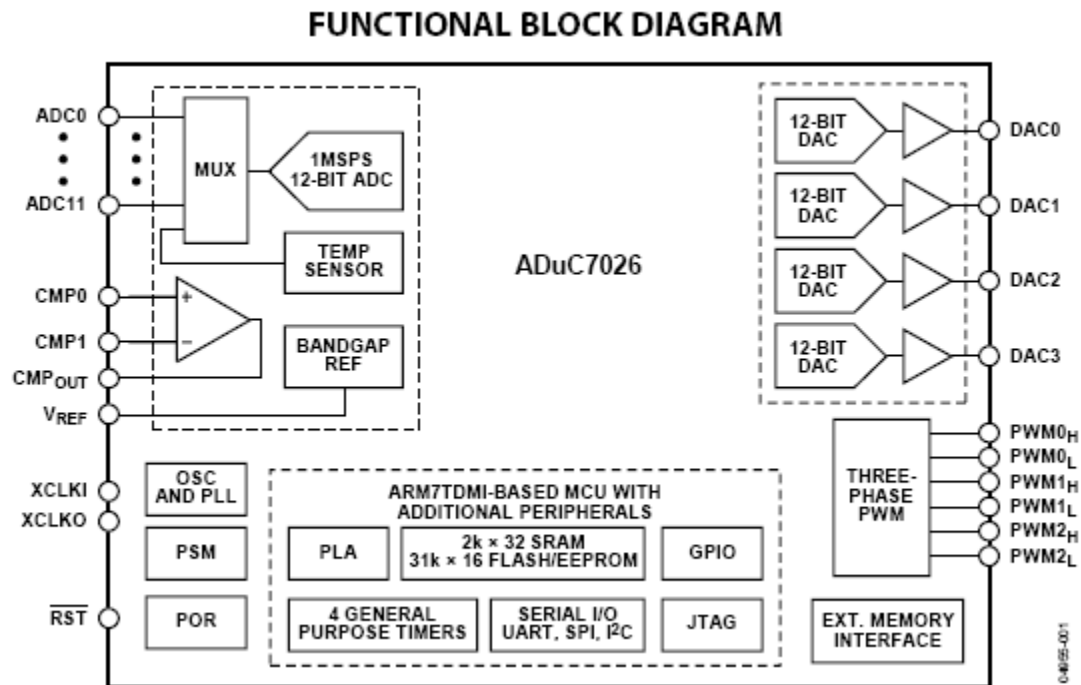 FUNCTIONAL BLOCK DIAGRAM
ADC0
ADC11
CMP0
CMP1
CMPOUT
VREF
XCLKI
XCLKO
RST
MUX
1MSPS
12-BIT ADC
TEMP
SENSOR
+
−
BANDGAP
REF
ADuC7026
12-BIT
DAC
12-BIT
DAC
12-BIT
DAC
12-BIT
DAC
DAC0
DAC1
DAC2
DAC3
OSC
AND PLL
PSM
POR
ARM7TDMI-BASED MCU WITH
ADDITIONAL PERIPHERALS
PLA
2k × 32 SRAM
31k × 16 FLASH/EEPROM
GPIO
4 GENERAL
PURPOSE TIMERS
SERIAL I/O
UART, SPI, I²C
JTAG
THREE-
PHASE
PWM
PWM0H
PWM0L
PWM1H
PWM1L
PWM2H
PWM2L
EXT. MEMORY
INTERFACE
04955-001